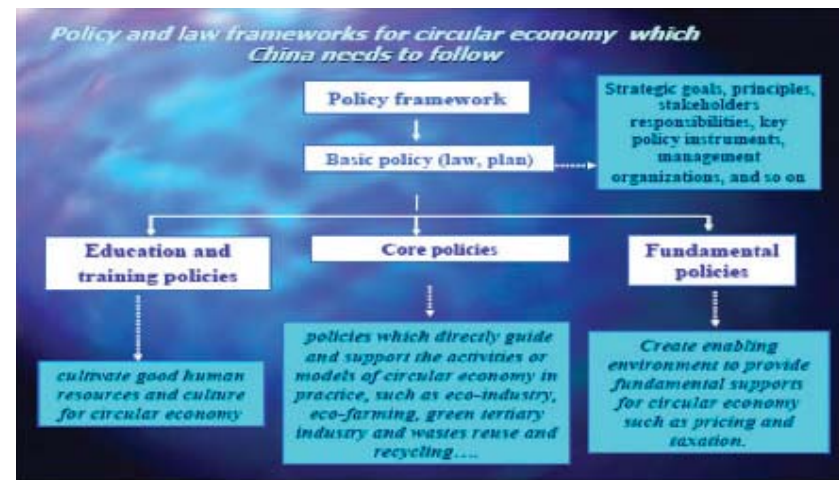 Policy and law frameworks for circular economy which
China needs to follow
Policy framework
Strategic goals, principles,
stakeholders
responsibilities, key
policy instruments,
management
organizations, and so on
Basic policy (law, plan)
Education and
training policies
Core policies
Fundamental
policies
cultivate good human
resources and culture
for circular economy
policies which directly guide
and support the activities or
models of circular economy in
practice, such as eco-industry,
eco-farming, green tertiary
industry and wastes reuse and
recycling....
Create enabling
environment to provide
fundamental supports
for circular economy
such as pricing and
taxation.